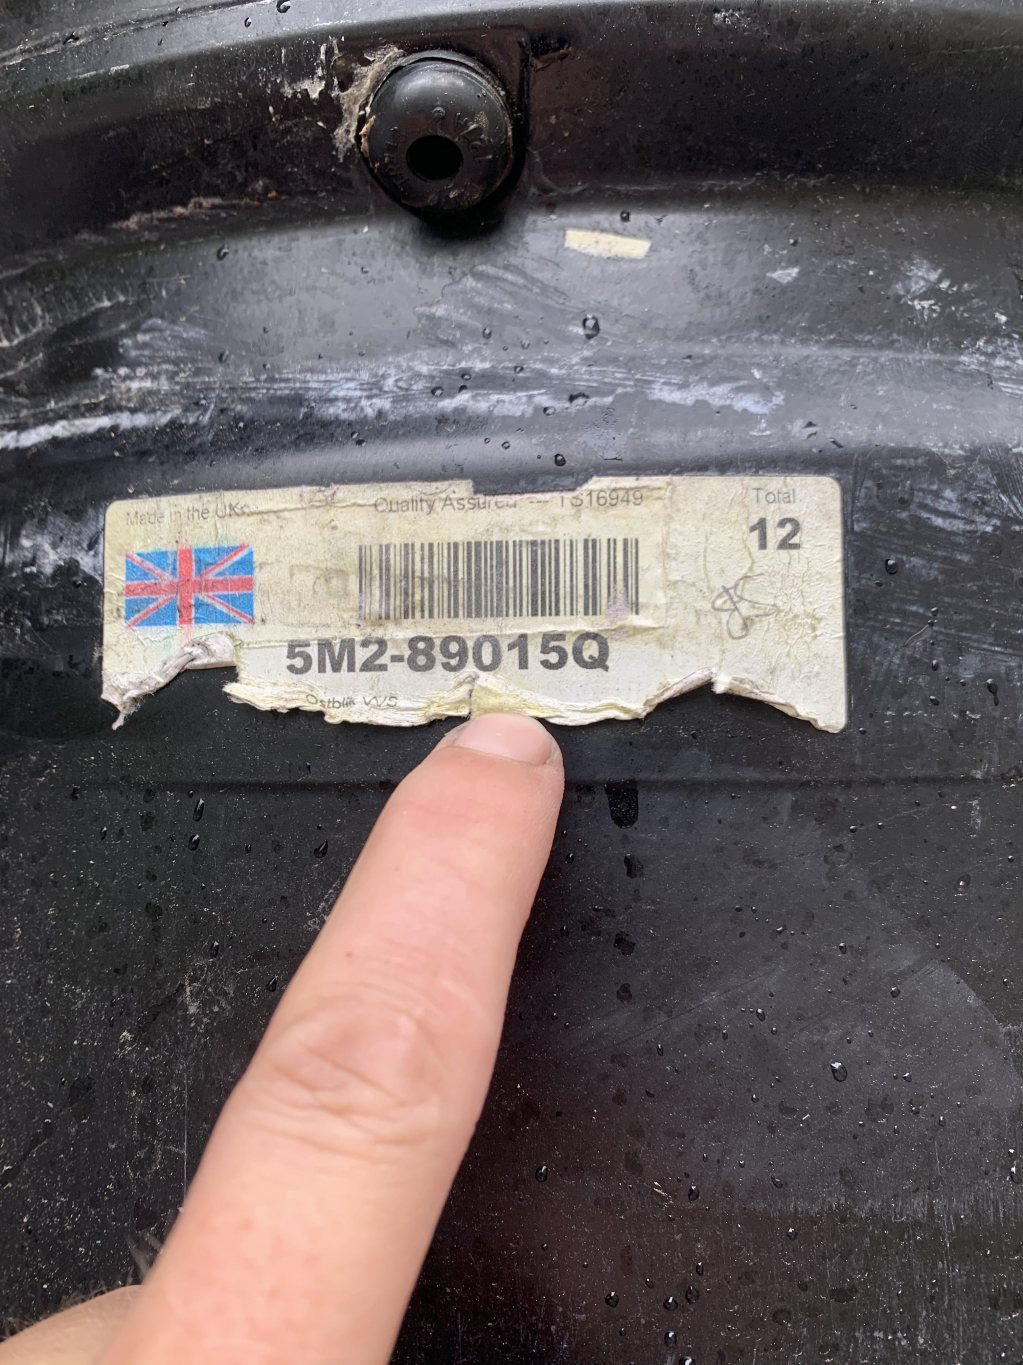 Made in the UK
Quality Assured --- TS16949
Total
12
5M2-89015Q